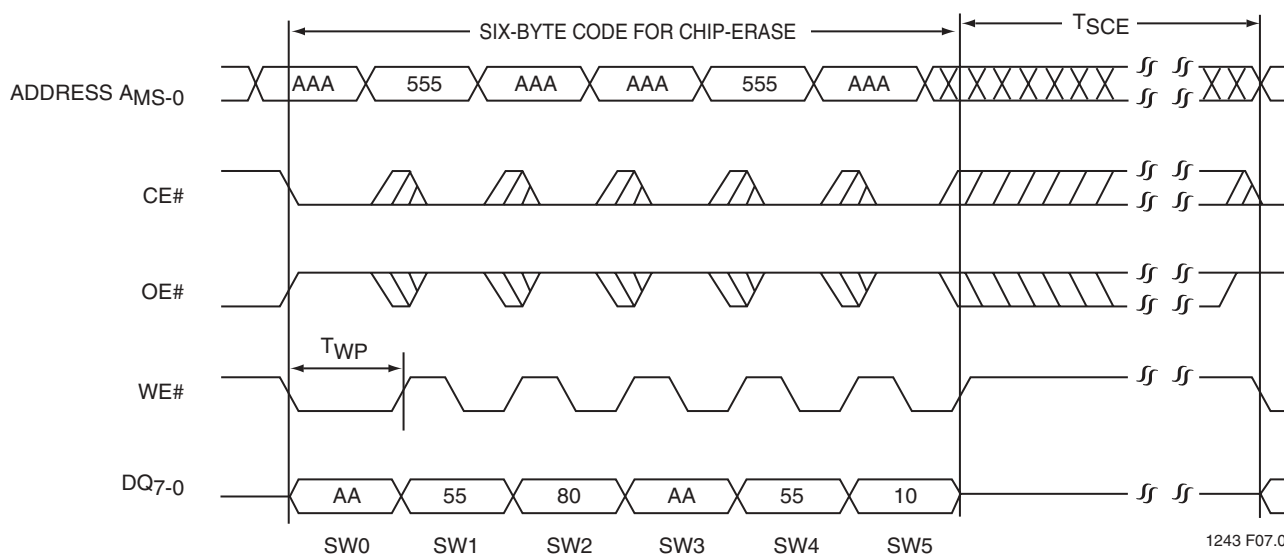 SIX-BYTE CODE FOR CHIP-ERASE TSCE
ADDRESS AMS-0 AAA 555 AAA AAA 555 AAA
CE#
OE#
TWP
WE#
DQ7-0 AA 55 80 AA 55 10
SW0 SW1 SW2 SW3 SW4 SW5
1243 F07.0